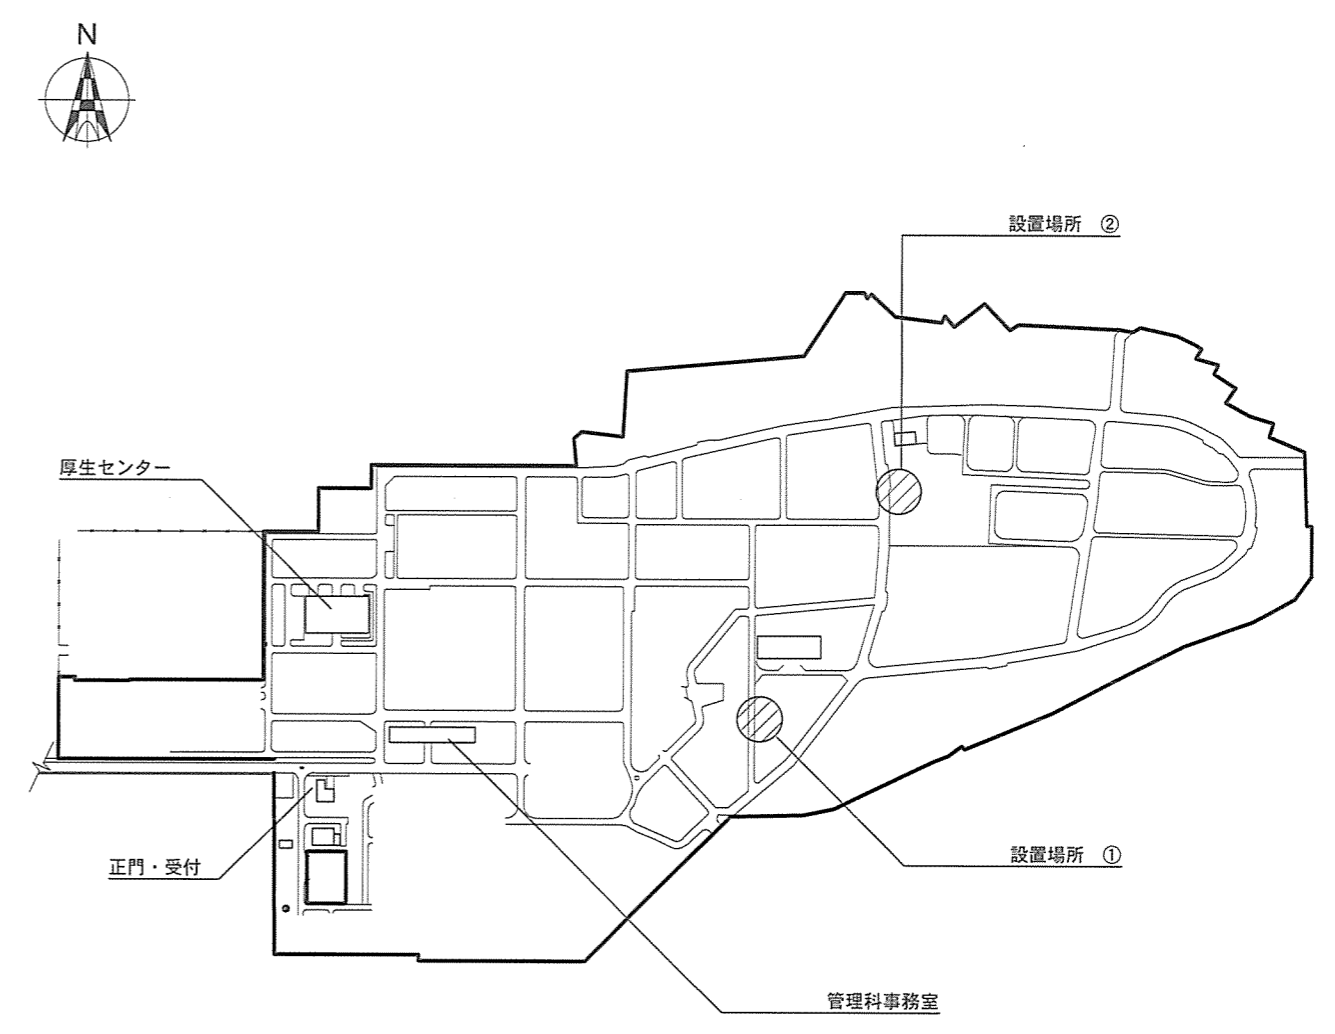 N
設置場所　②
厚生センター
設置場所　①
正門・受付
管理科事務室